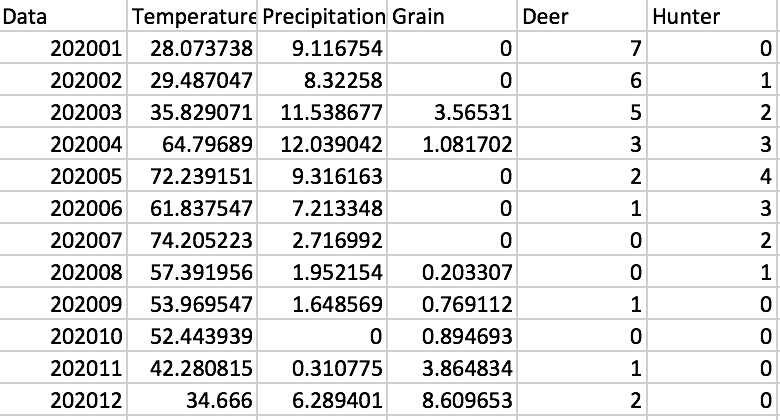 Data Temperature Precipitation Grain Deer Hunter
202001 28.073738 9.116754 0 7 0
202002 29.487047 8.32258 0 6 1
202003 35.829071 11.538677 3.56531 5 2
202004 64.79689 12.039042 1.081702 3 3
202005 72.239151 9.316163 0 2 4
202006 61.837547 7.213348 0 1 3
202007 74.205223 2.716992 0 0 2
202008 57.391956 1.952154 0.203307 0 1
202009 53.969547 1.648569 0.769112 1 0
202010 52.443939 0 0.894693 0 0
202011 42.280815 0.310775 3.864834 1 0
202012 34.666 6.289401 8.609653 2 0